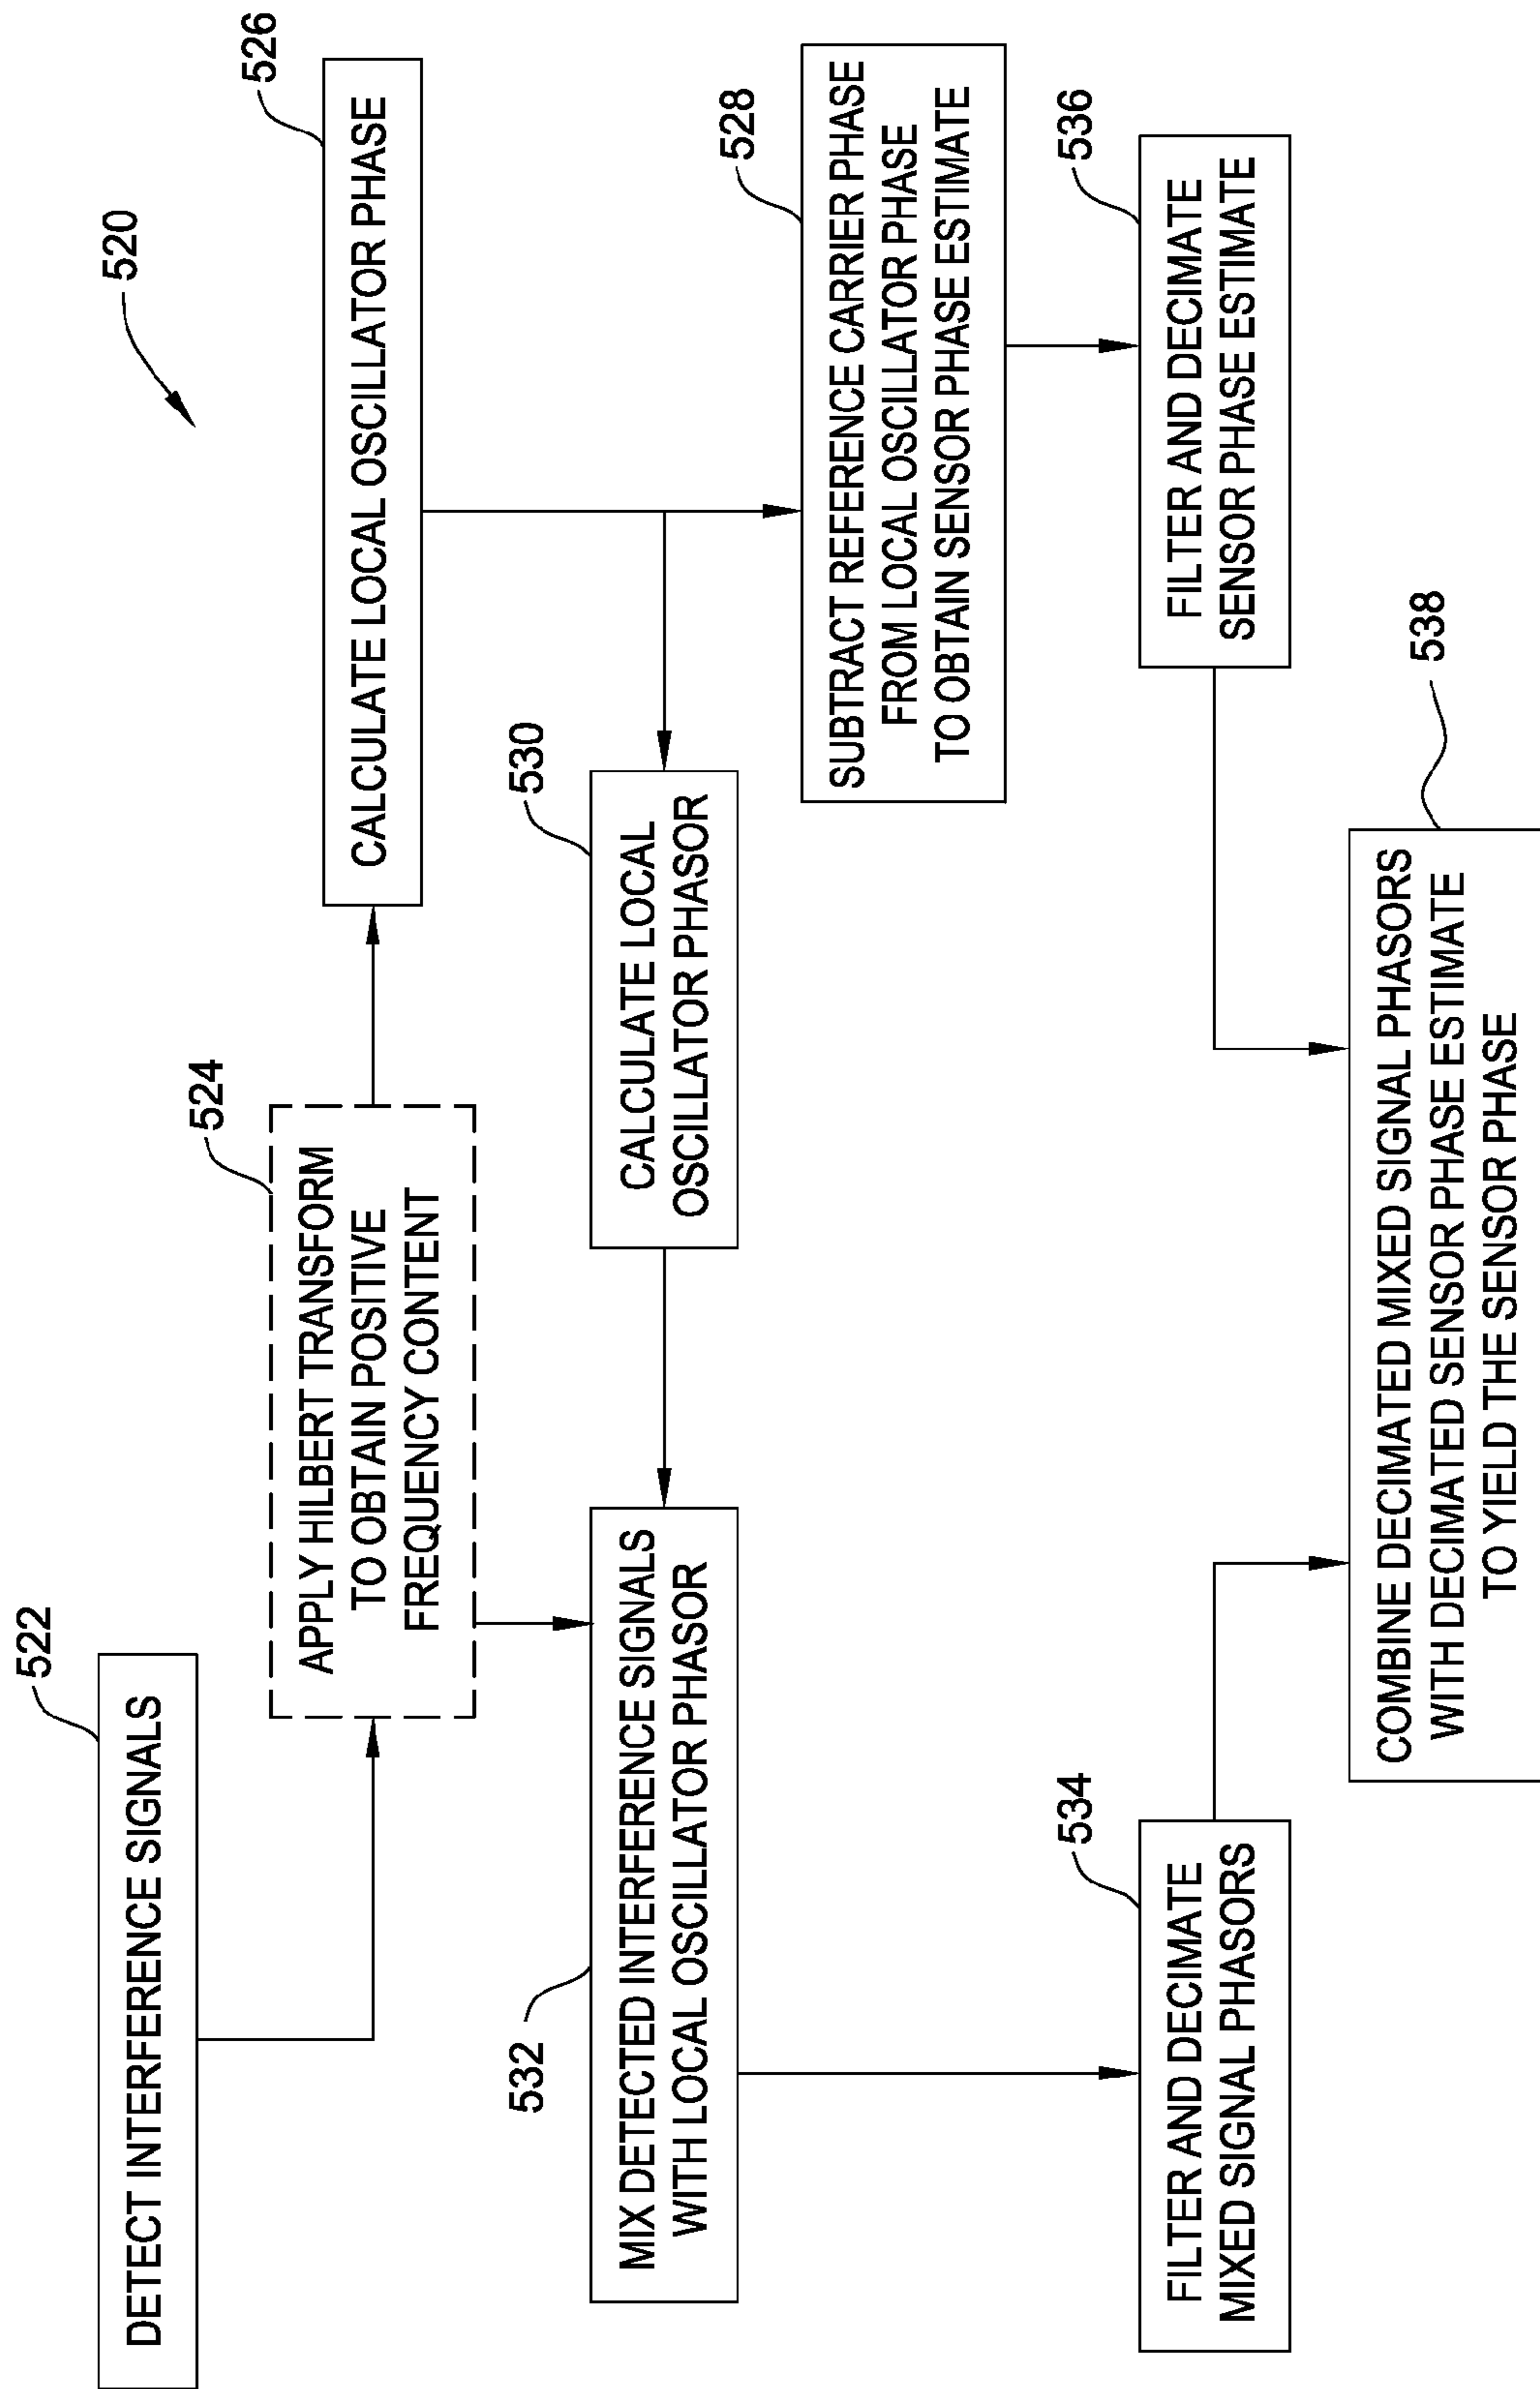 520
522
DETECT INTERFERENCE SIGNALS
524
APPLY HILBERT TRANSFORM
TO OBTAIN POSITIVE
FREQUENCY CONTENT
526
CALCULATE LOCAL OSCILLATOR PHASE
532
MIX DETECTED INTERFERENCE SIGNALS
WITH LOCAL OSCILLATOR PHASOR
530
CALCULATE LOCAL
OSCILLATOR PHASOR
528
SUBTRACT REFERENCE CARRIER PHASE
FROM LOCAL OSCILLATOR PHASE
TO OBTAIN SENSOR PHASE ESTIMATE
534
FILTER AND DECIMATE
MIXED SIGNAL PHASORS
536
FILTER AND DECIMATE
SENSOR PHASE ESTIMATE
538
COMBINE DECIMATED MIXED SIGNAL PHASORS
WITH DECIMATED SENSOR PHASE ESTIMATE
TO YIELD THE SENSOR PHASE